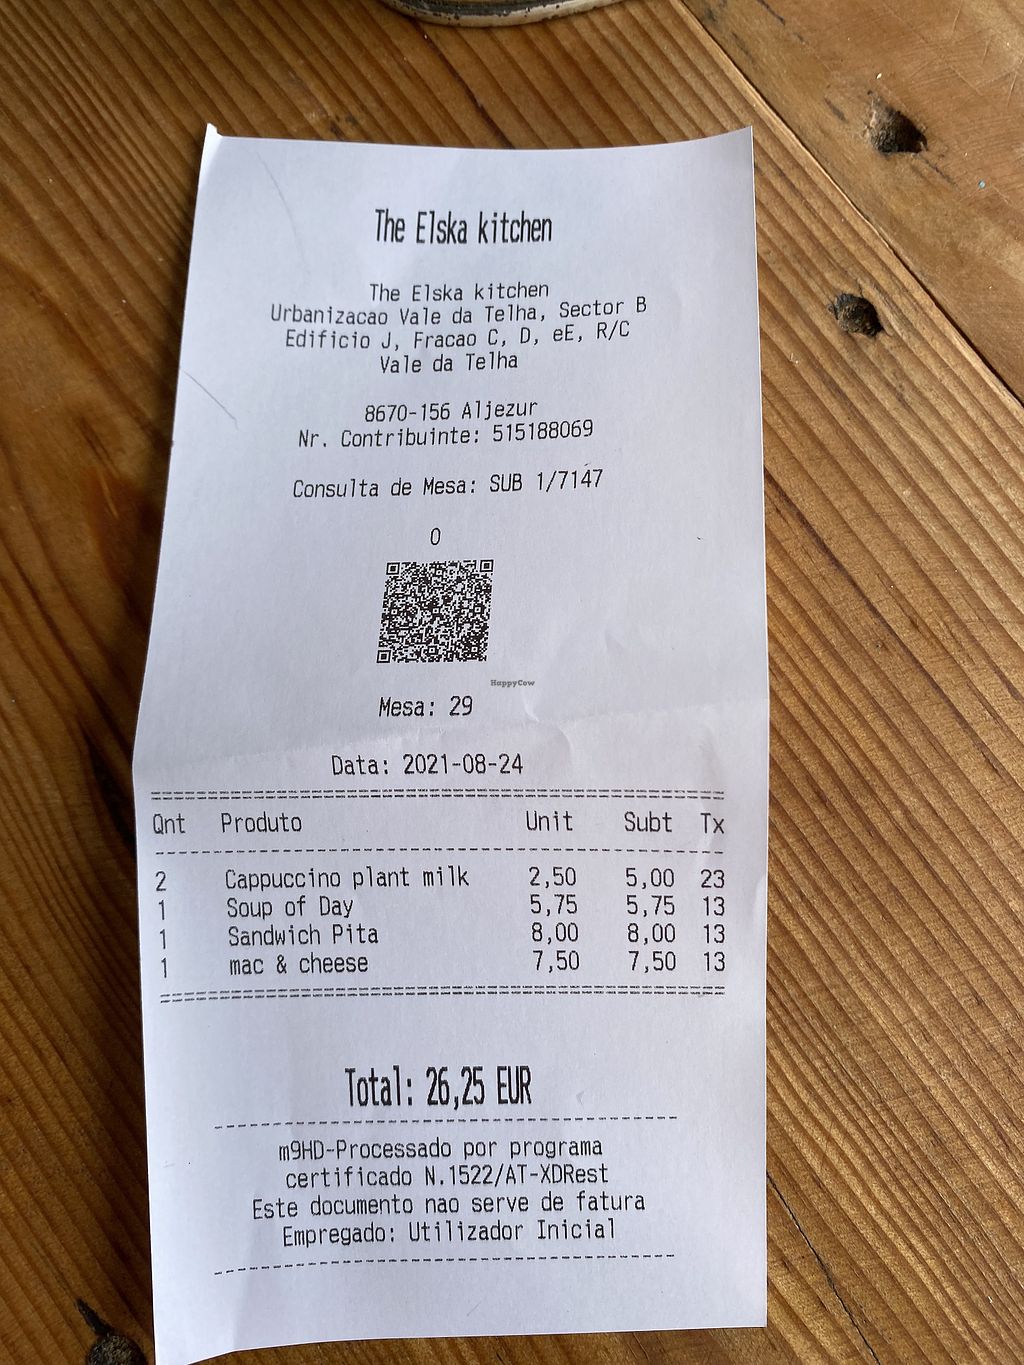 The Elska kitchen
The Elska kitchen
Urbanizacao Vale da Telha, Sector B
Edificio J, Fracao C, D, eE, R/C
Vale da Telha
8670-156 Aljezur
Nr. Contribuinte: 515188069
Consulta de Mesa: SUB 1/7147
0
HappyCow
Mesa: 29
Data: 2021-08-24
Qnt Produto Unit Subt Tx
2 Cappuccino plant milk 2,50 5,00 23
1 Soup of Day 5,75 5,75 13
1 Sandwich Pita 8,00 8,00 13
1 mac & cheese 7,50 7,50 13
Total: 26,25 EUR
m9HD-Processado por programa
certificado N.1522/AT-XDRest
Este documento nao serve de fatura
Empregado: Utilizador Inicial